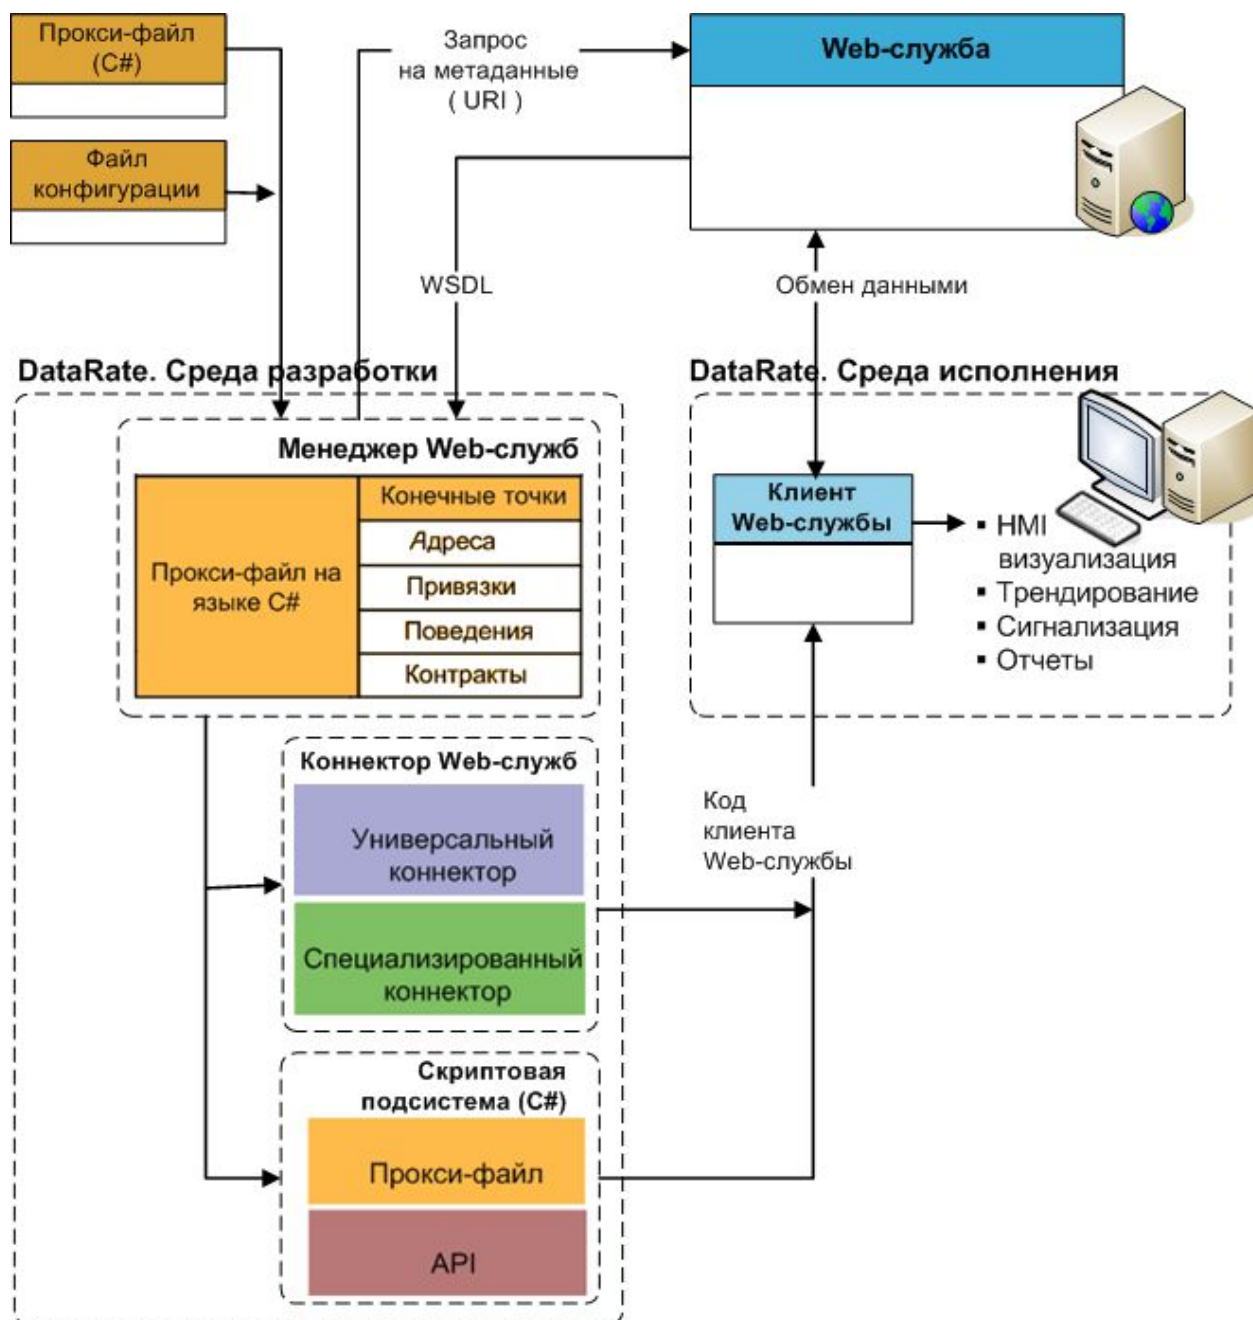 Прокси-файл
(C#)
Файл
конфигурации
Запрос
на метаданные
( URI )
Web-служба
WSDL
Обмен данными
DataRate. Среда разработки
Менеджер Web-служб
Прокси-файл на
языке C#
Конечные точки
Адреса
Привязки
Поведения
Контракты
Коннектор Web-служб
Универсальный
коннектор
Специализированный
коннектор
Скриптовая
подсистема (C#)
Прокси-файл
API
DataRate. Среда исполнения
Клиент
Web-службы
▪ HMI
визуализация
▪ Трендирование
▪ Сигнализация
▪ Отчеты
Код
клиента
Web-службы